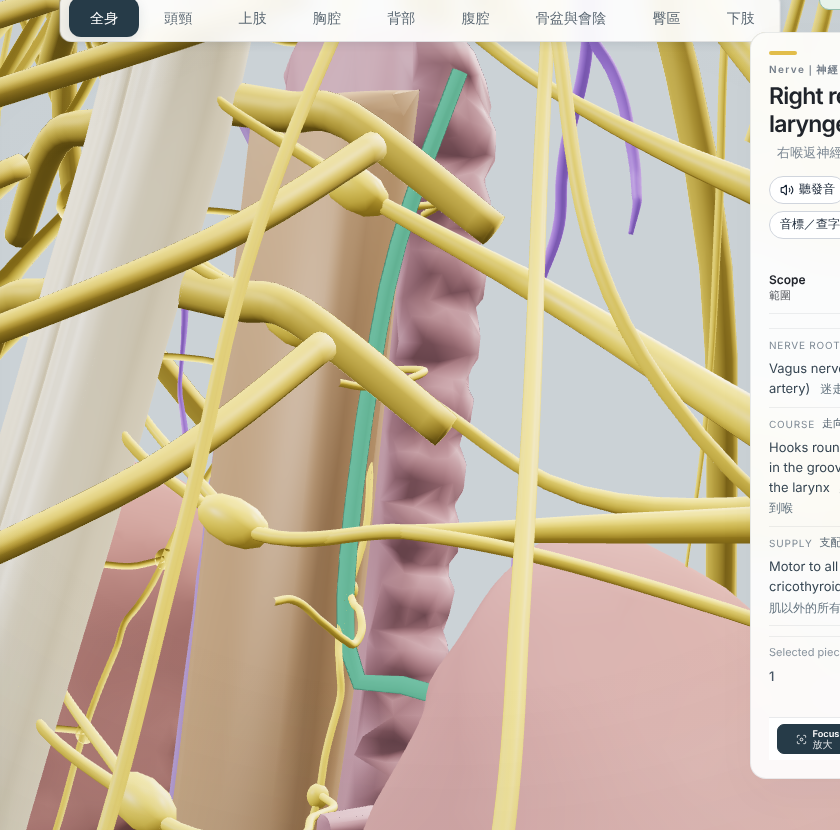 全身 頭頸 上肢 胸腔 背部 腹腔 骨盆與會陰 臀區 下肢
Nerve | 神經
Right re
larynge
右喉返神經
聽發音
音標／查字
Scope
範圍
NERVE ROOT
Vagus nerv
artery) 迷走
COURSE 走向
Hooks roun
in the groov
the larynx
到喉
SUPPLY 支配
Motor to all
cricothyroid
肌以外的所有
Selected piec
1
Focus
放大